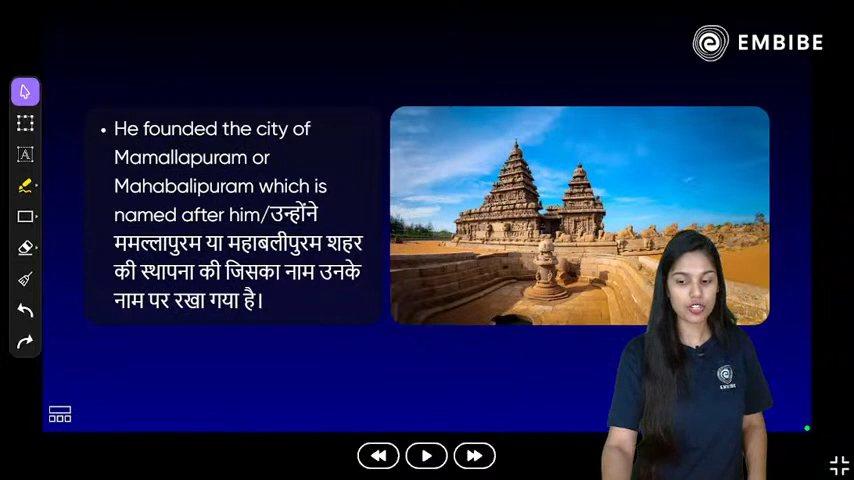 EMBIBE
• He founded the city of
Mamallapuram or
Mahabalipuram which is
named after him/उन्होंने
ममल्लापुरम या महाबलीपुरम शहर
की स्थापना की जिसका नाम उनके
नाम पर रखा गया है।
A
EMBIBE